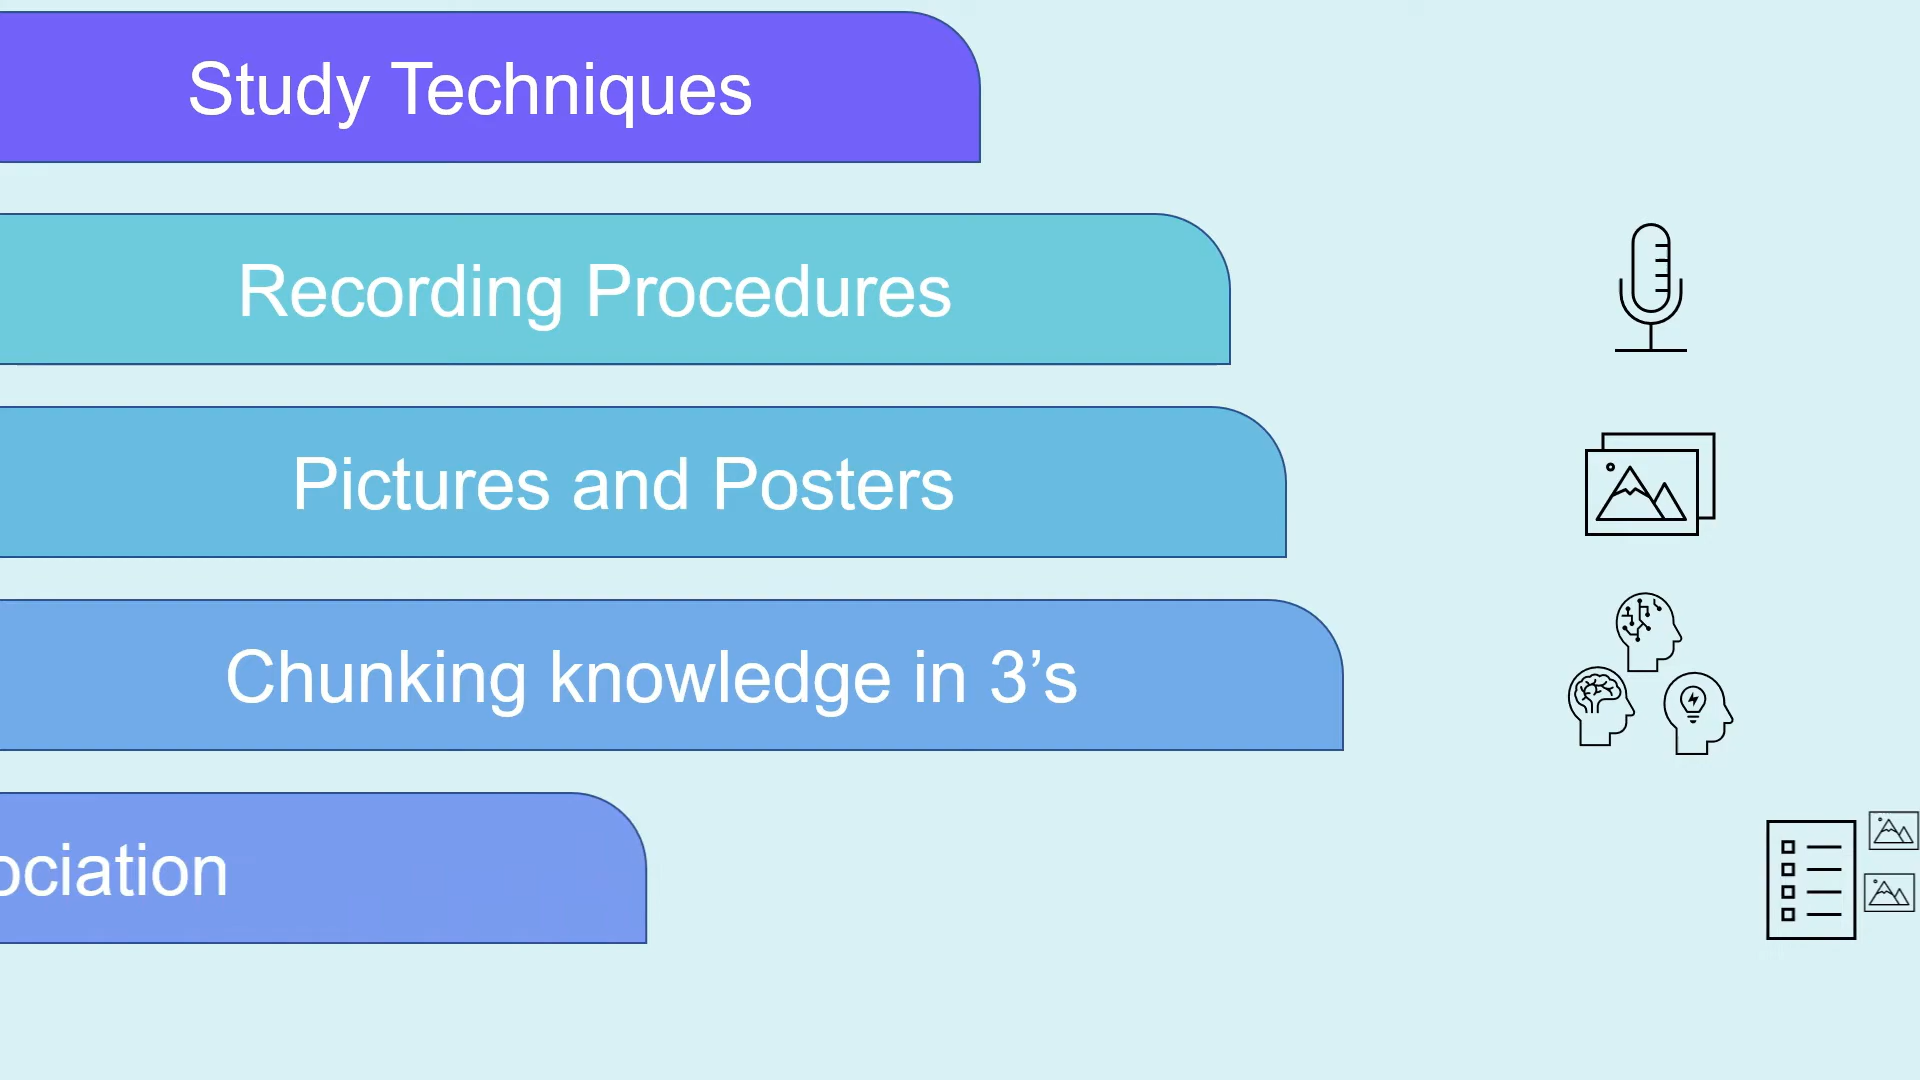 Study Techniques
Recording Procedures
Pictures and Posters
Chunking knowledge in 3’s
ociation